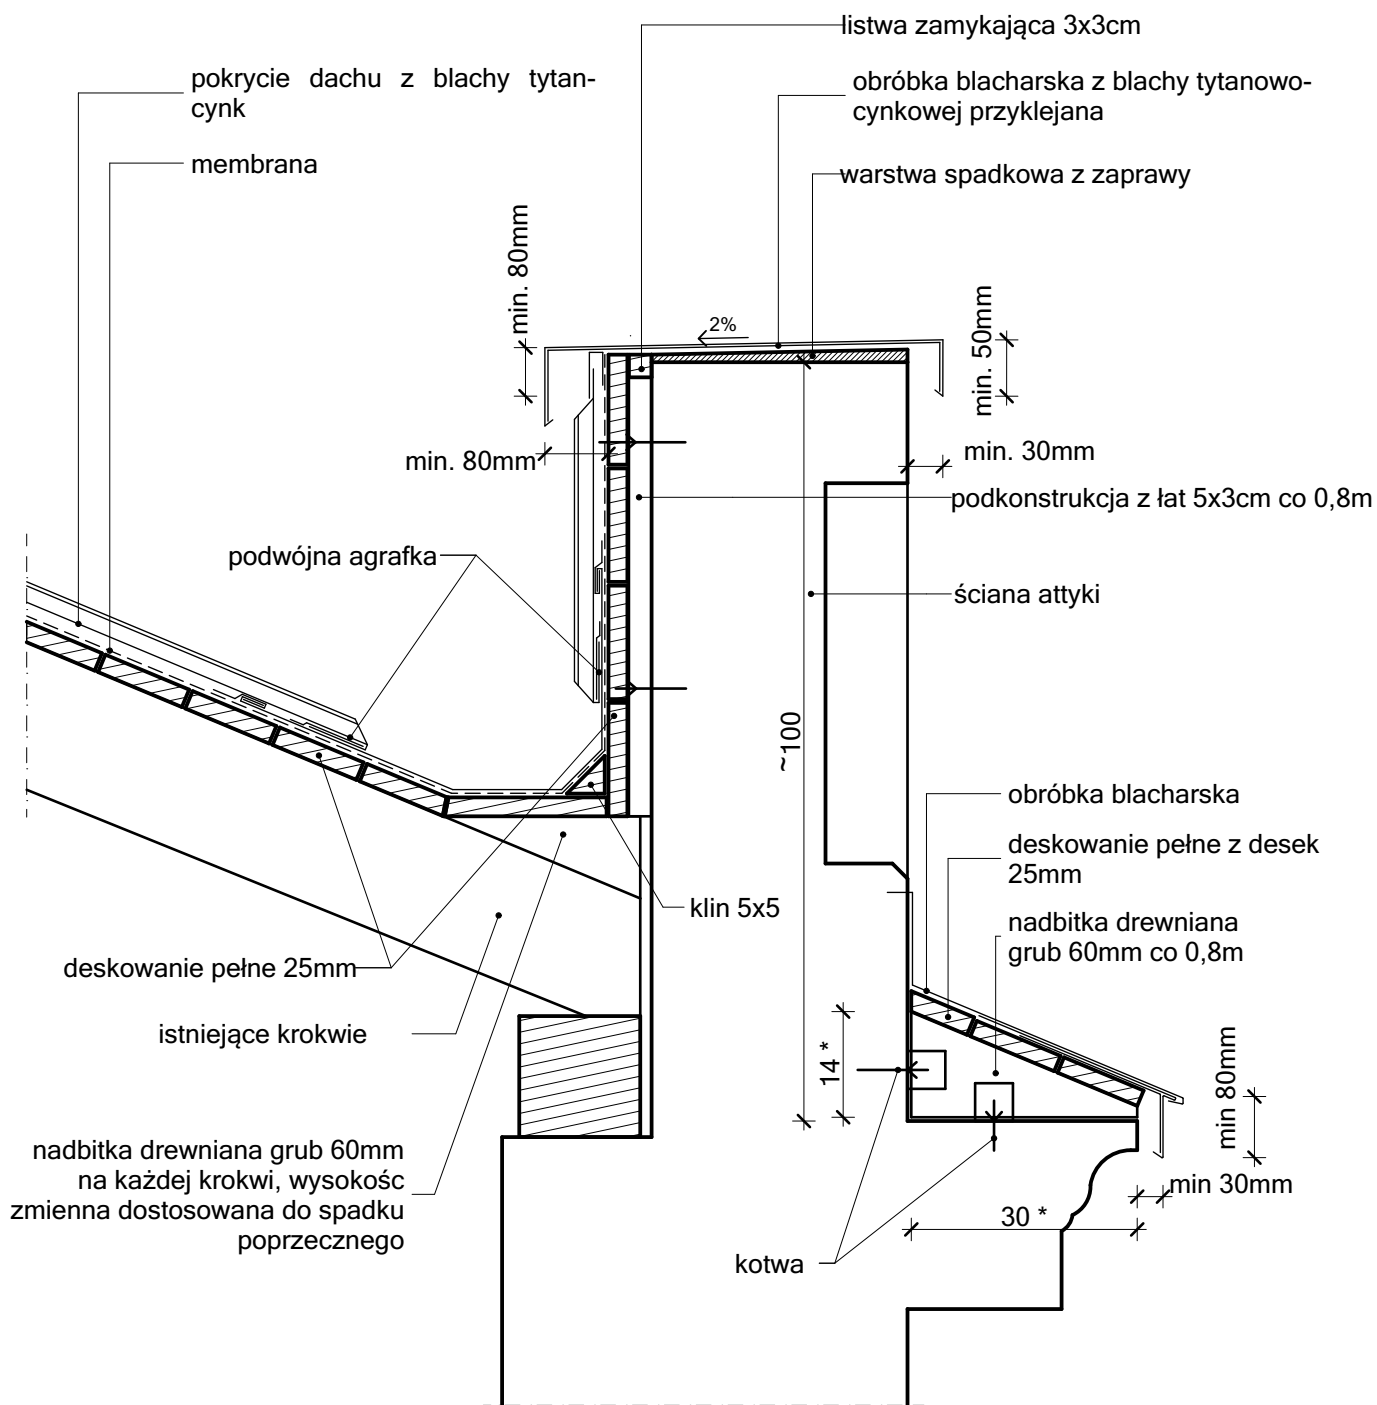 listwa zamykająca 3x3cm
pokrycie dachu z blachy tytan-
cynk
obróbka blacharska z blachy tytanowo-
cynkowej przyklejana
membrana
warstwa spadkowa z zaprawy
min. 80mm
2%
min. 50mm
min. 80mm
min. 30mm
podkonstrukcja z łat 5x3cm co 0,8m
podwójna agrafka
ściana attyki
~100
obróbka blacharska
deskowanie pełne z desek
25mm
klin 5x5
nadbitka drewniana
grub 60mm co 0,8m
deskowanie pełne 25mm
istniejące krokwie
14 *
min 80mm
nadbitka drewniana grub 60mm
na każdej krokwi, wysokośc
zmienna dostosowana do spadku
poprzecznego
min 30mm
30 *
kotwa